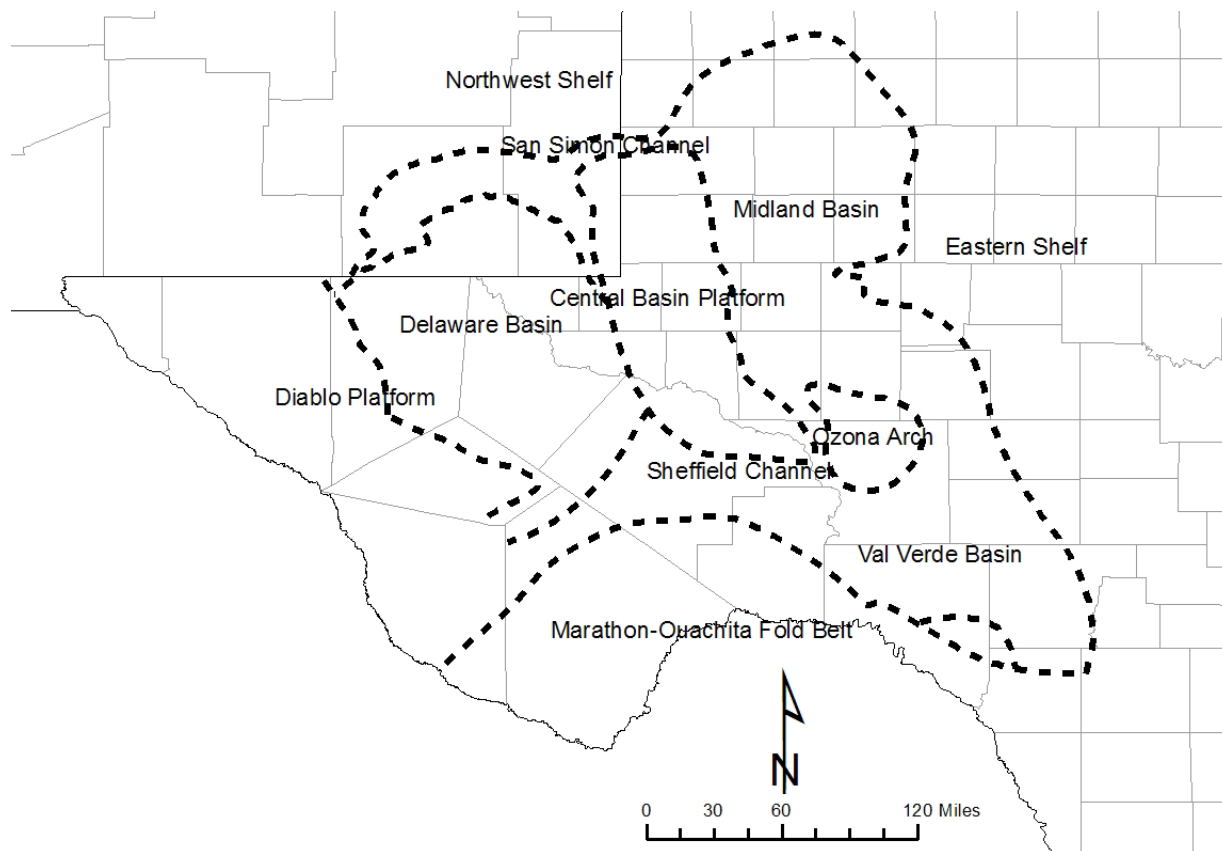 Northwest Shelf
San Simon Channel
Midland Basin
Eastern Shelf
Central Basin Platform
Delaware Basin
Diablo Platform
Ozona Arch
Sheffield Channel
Val Verde Basin
Marathon-Ouachita Fold Belt
N
0 30 60 120 Miles